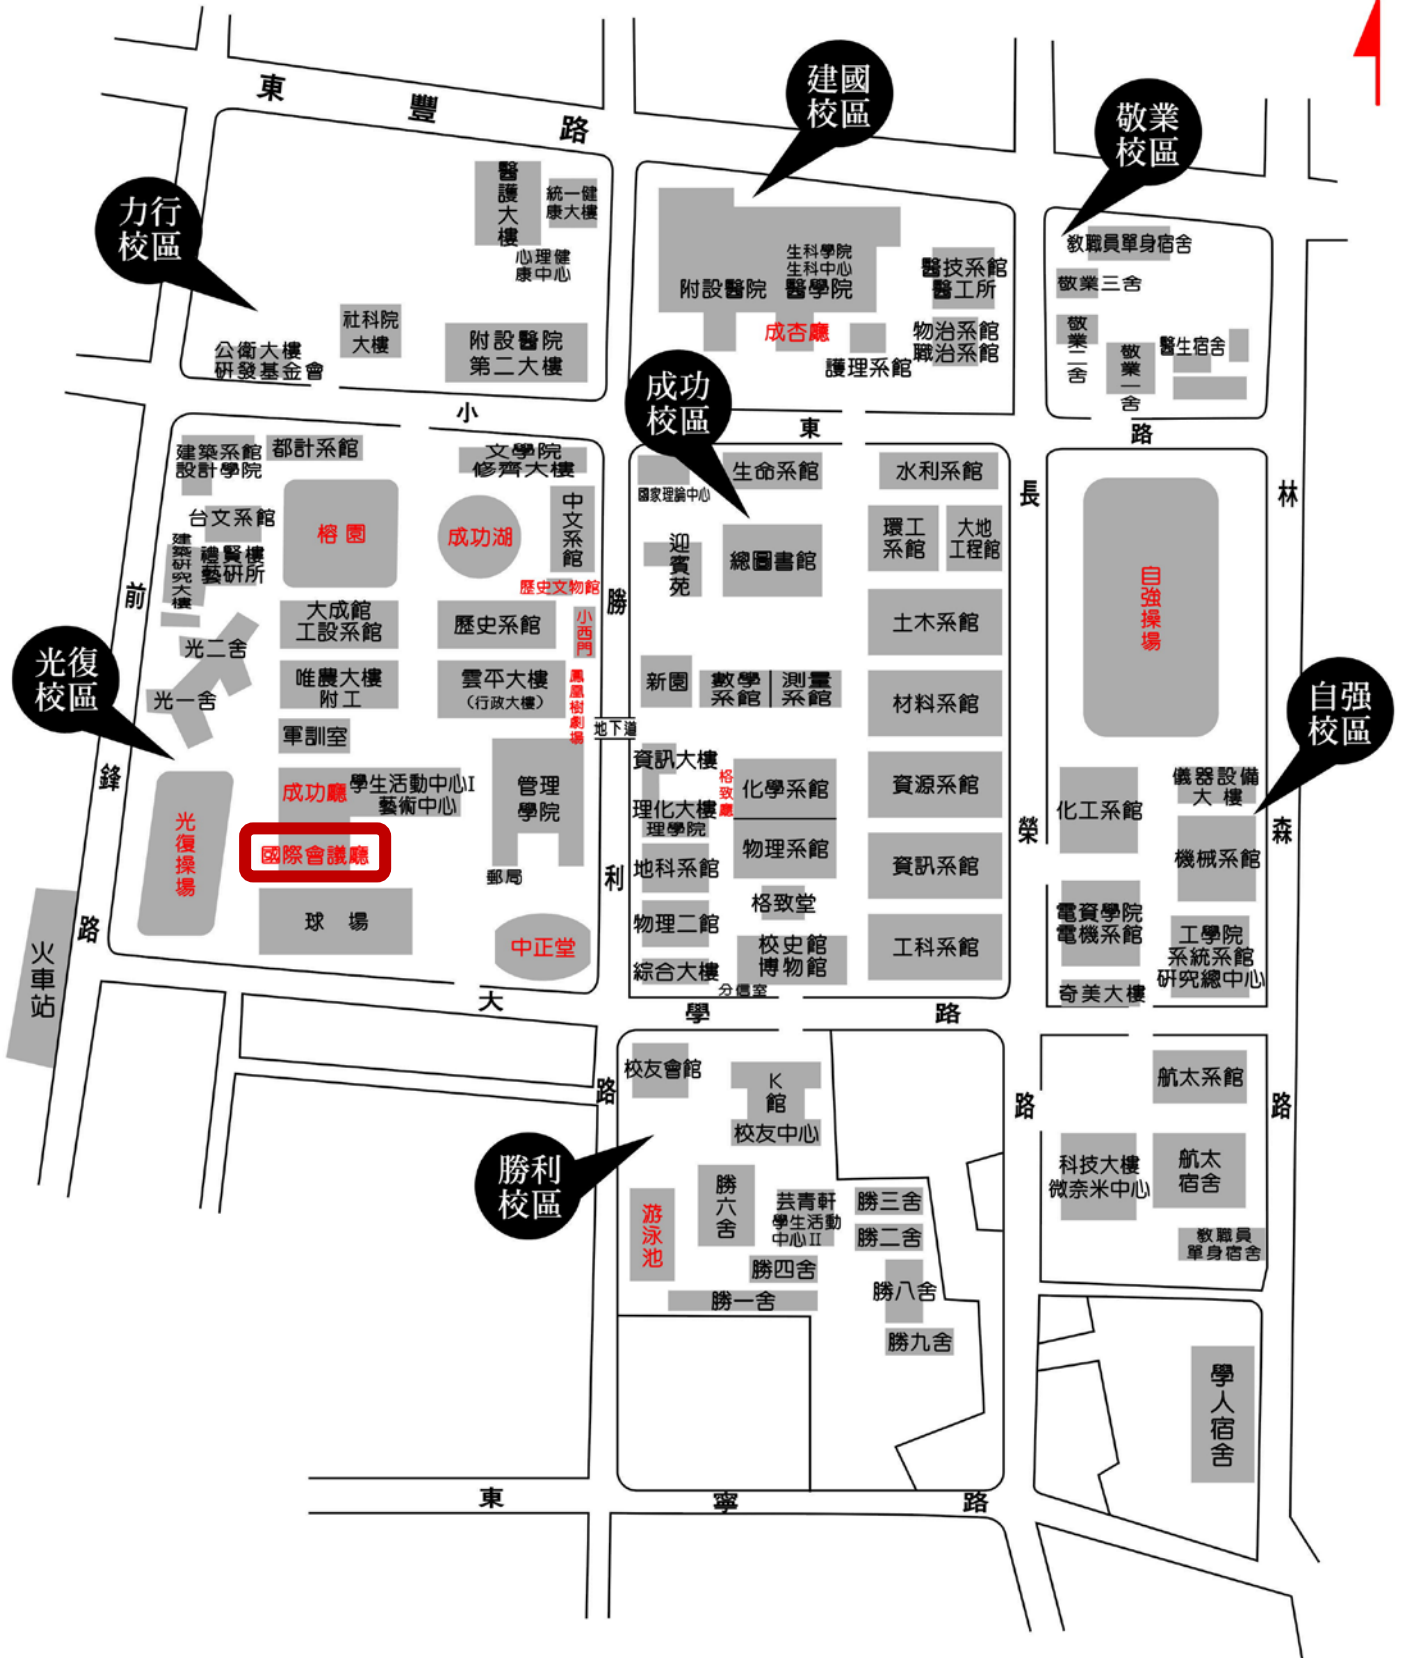 東豐路
建國
校區
敬業
校區
力行
校區
醫護大樓
統一健
康大樓
心理健
康中心
社科院
大樓
附設醫院
第二大樓
公衛大樓
研發基金會
生科學院
生科中心
附設醫院
醫學院
成杏廳
護理系館
醫技系館
醫工所
物治系館
職治系館
教職員單身宿舍
敬業三舍
敬業二舍
敬業一舍
醫生宿舍
成功
校區
小東路
建築系館
設計學院
都計系館
文學院
修齊大樓
中文系館
台文系館
榕園
成功湖
建築研究大樓
禮賢樓
藝研所
歷史文物館
大成館
工設系館
歷史系館
小西門
光二舍
光一舍
唯農大樓
附工
雲平大樓
(行政大樓)
鳳凰樹劇場
地下道
軍訓室
成功廳
學生活動中心I
藝術中心
管理
學院
國際會議廳
光復操場
郵局
球場
中正堂
光復
校區
前鋒路
火車站
國家理論中心
生命系館
水利系館
迎賓苑
總圖書館
環工
系館
大地
工程館
土木系館
新園
數學
系館
測量
系館
材料系館
資訊大樓
格致廳
化學系館
資源系館
理化大樓
理學院
物理系館
地科系館
資訊系館
格致堂
物理二館
校史館
博物館
工科系館
綜合大樓
分信室
勝利路
長榮路
林森路
自強操場
自强
校區
化工系館
儀器設備
大樓
機械系館
電資學院
電機系館
工學院
系統系館
研究總中心
奇美大樓
大學路
校友會館
K
館
校友中心
勝利
校區
游泳池
勝六舍
芸青軒
學生活動
中心II
勝三舍
勝二舍
勝四舍
勝一舍
勝八舍
勝九舍
航太系館
科技大樓
微奈米中心
航太
宿舍
教職員
單身宿舍
學人宿舍
東寧路